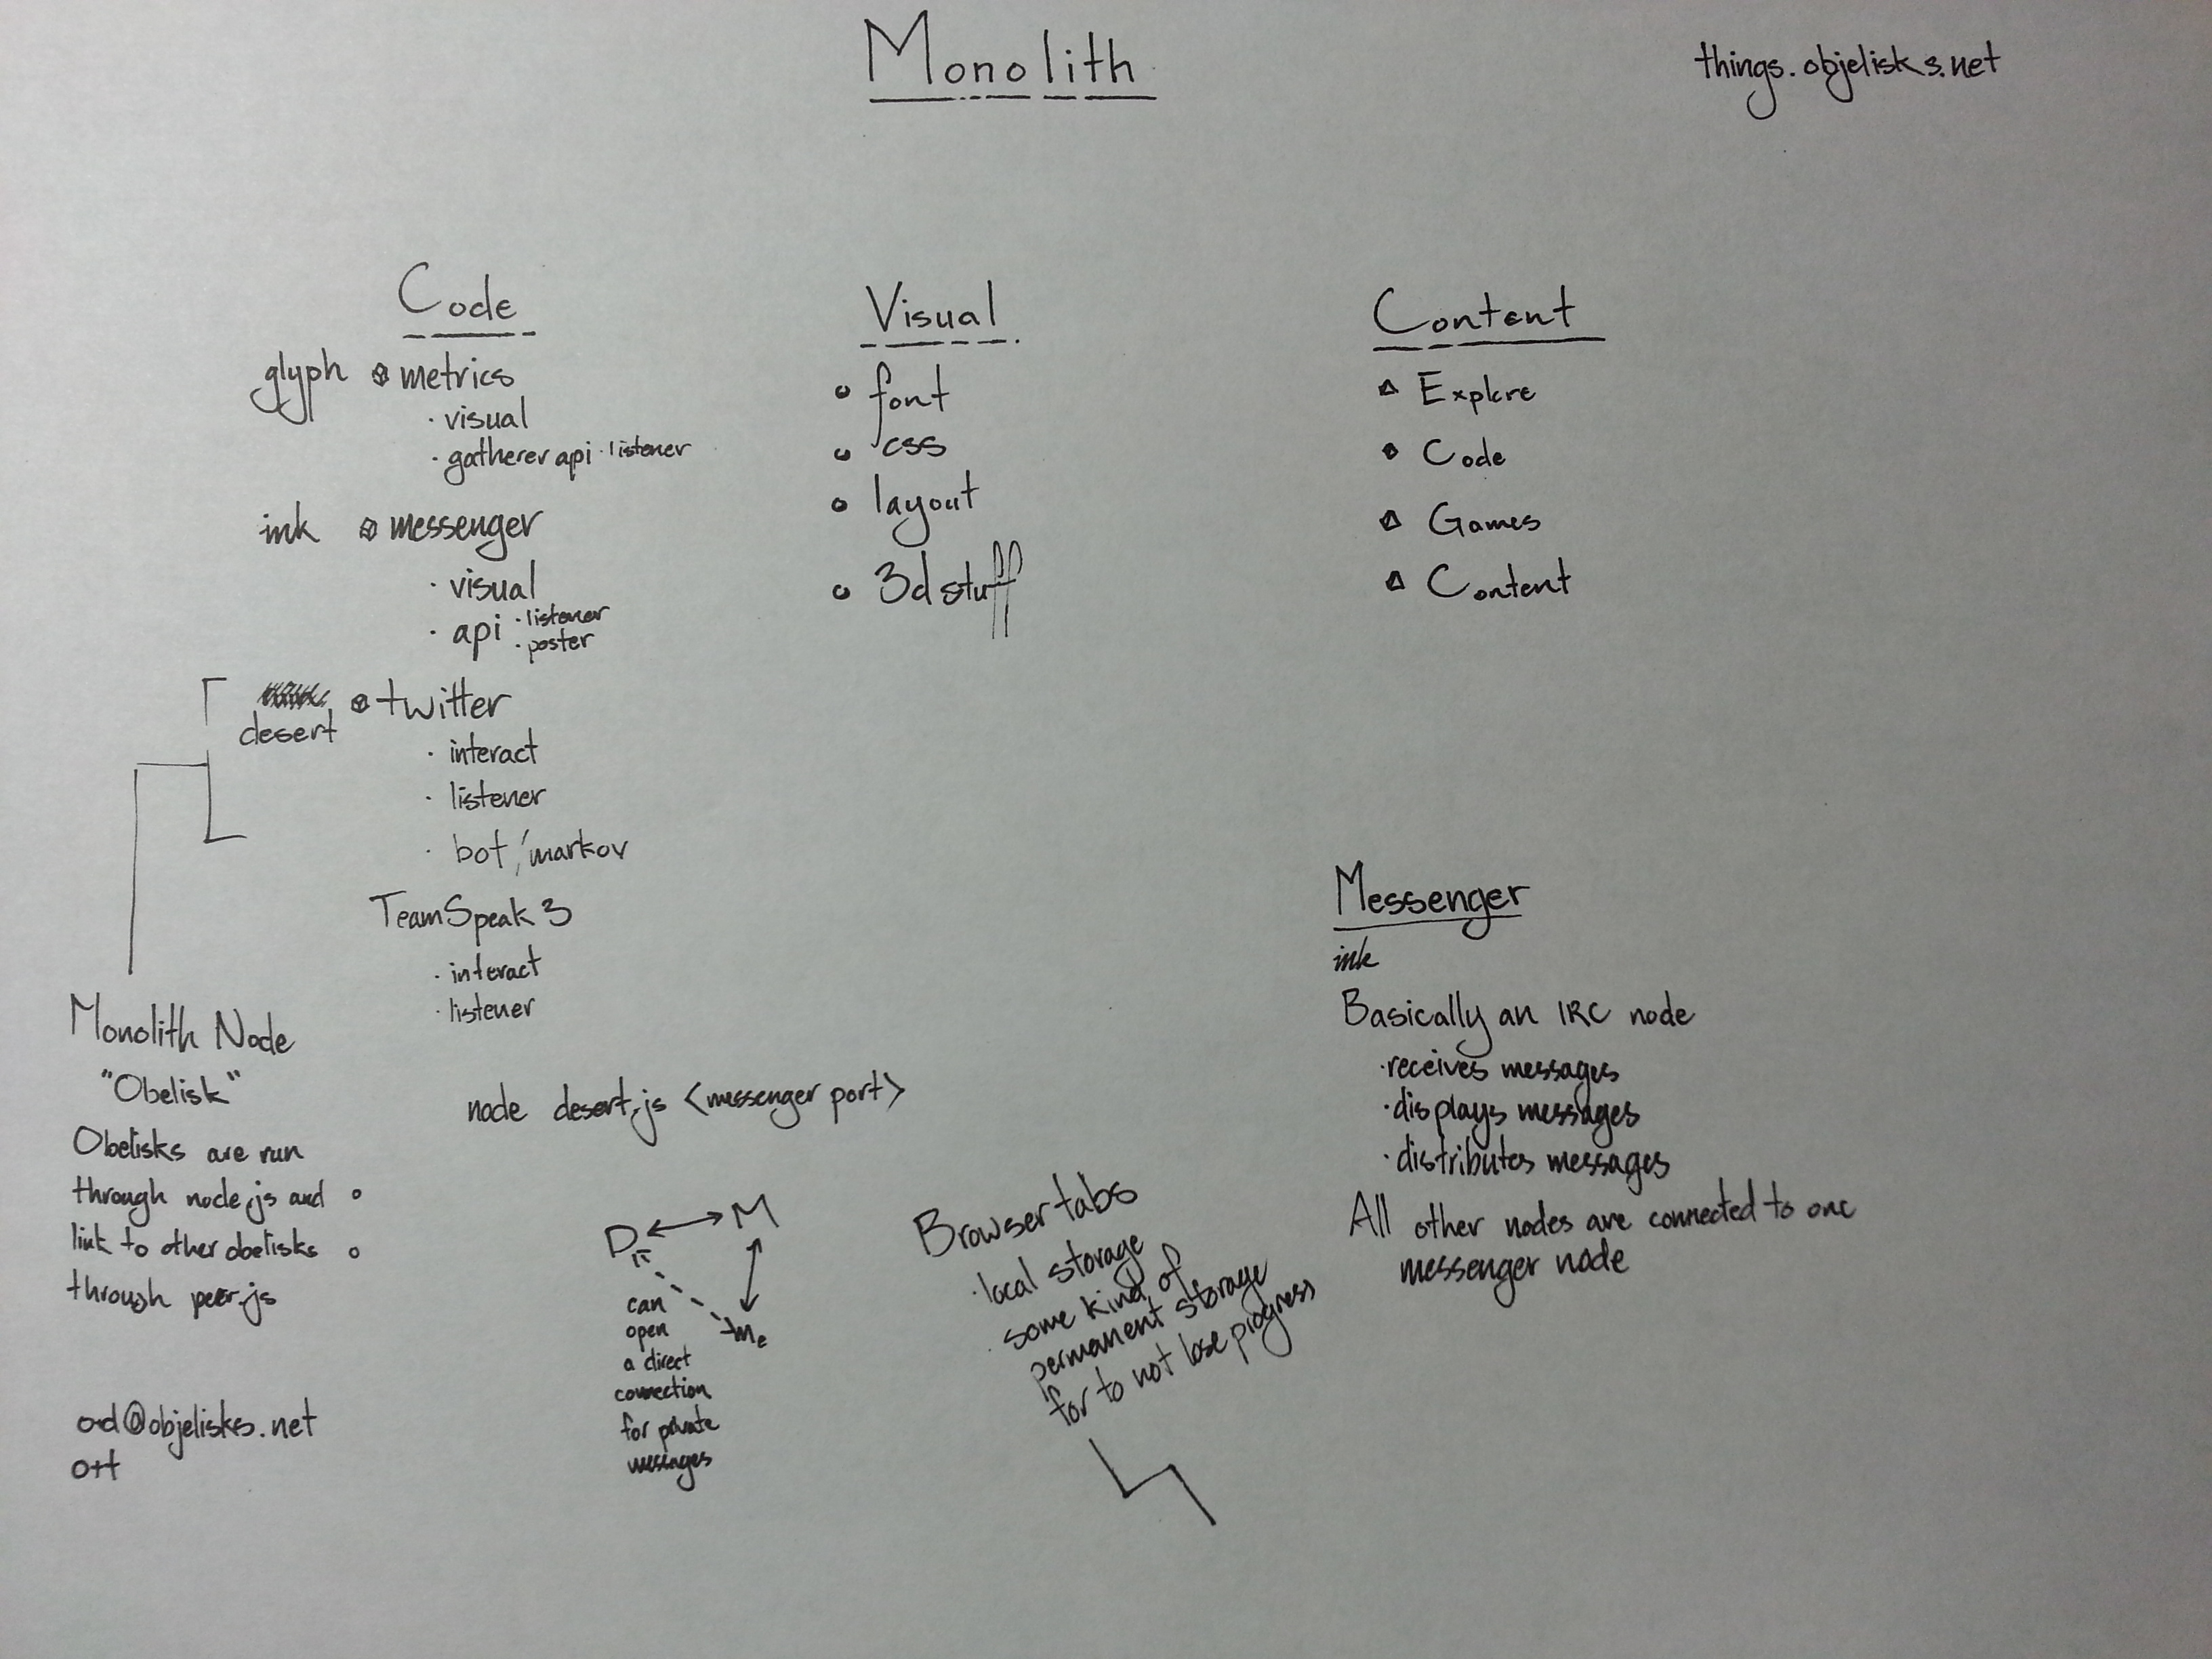 Monolith
things.objelisks.net
Code
glyph metrics
· visual
· gatherer api · listener
ink messenger
· visual
· api · listener
· poster
desert twitter
· interact
· listener
· bot/markov
TeamSpeak 3
· interact
· listener
Visual
font
css
layout
3d stuff
Content
Explore
Code
Games
Content
Monolith Node
"Obelisk"
Obelisks are run
through node.js and
link to other obelisks
through peerjs
od@objelisks.net
ott
node desert.js <messenger port>
D M
Me
can
open
a direct
connection
for private
messages
Browser tabs
· local storage
· some kind of
permanent storage
for to not lose progress
Messenger
ink
Basically an IRC node
· receives messages
· displays messages
· distributes messages
All other nodes are connected to one
messenger node